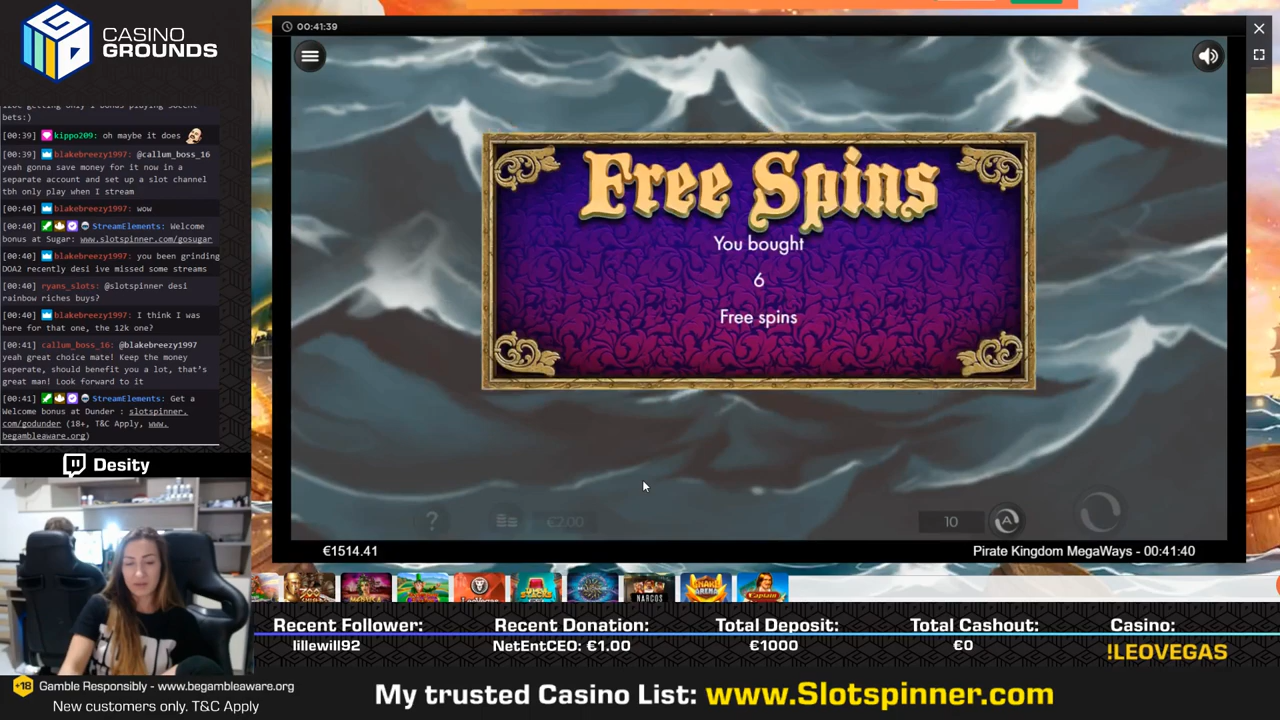 CASINO
GROUNDS
bets:)
[00:39] kippo209: oh maybe it does
[00:39] blakebreezy1997: @callum_boss_16
yeah gonna save money for it now in a
separate account and set up a slot channel
tbh only play when I stream
[00:40] blakebreezy1997: wow
[00:40] StreamElements: Welcome
bonus at Sugar: www.slotspinner.com/gosugar
[00:40] blakebreezy1997: you been grinding
DOA2 recently desi ive missed some streams
[00:40] ryans_slots: @slotspinner desi
rainbow riches buys?
[00:40] blakebreezy1997: I think I was
here for that one, the 12k one?
[00:41] callum_boss_16: @blakebreezy1997
yeah great choice mate! Keep the money
seperate, should benefit you a lot, that's
great man! Look forward to it
[00:41] StreamElements: Get a
Welcome bonus at Dunder : slotspinner.
com/godunder (18+, T&C Apply, www.
begambleaware.org)
Desity
00:41:39
Free Spins
You bought
6
Free spins
?
€2.00
10
A
€1514.41
Pirate Kingdom MegaWays - 00:41:40
NARCOS
Recent Follower:
lillewill92
Recent Donation:
NetEntCEO: €1.00
Total Deposit:
€1000
Total Cashout:
€0
Casino:
!LEOVEGAS
+18 Gamble Responsibly - www.begambleaware.org
New customers only. T&C Apply
My trusted Casino List: www.Slotspinner.com